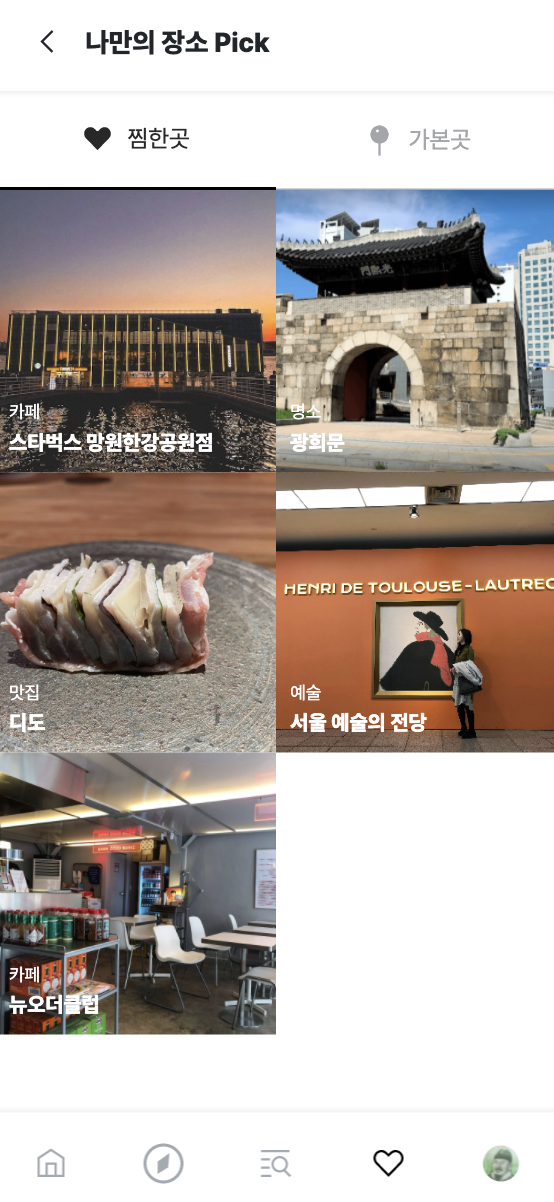 나만의 장소 Pick
찜한곳
가본곳
카페
스타벅스 망원한강공원점
명소
광희문
HENRI DE TOULOUSE-LAUTREC
맛집
디도
예술
서울 예술의 전당
카페
뉴오더클럽